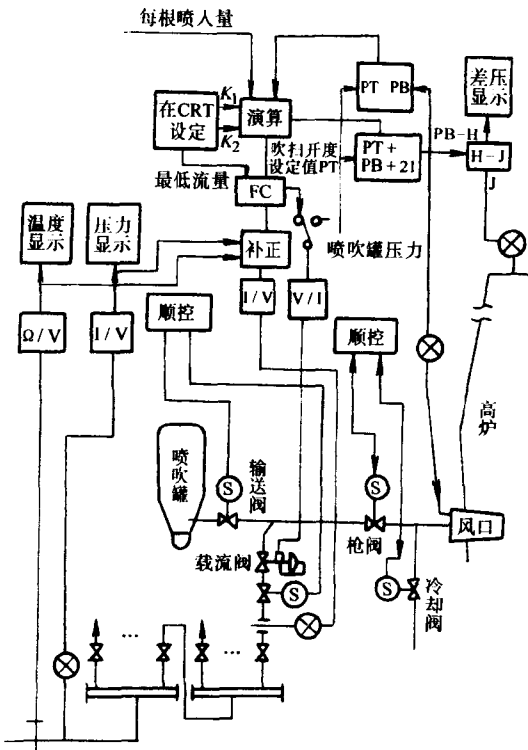 每根喷入量
PT PB
差压
显示
在CRT
设定
K₁
K₂
演算
吹扫开度
设定值PT
PT+
PB+21
PB-H
H-J
J
最低流量
FC
喷吹罐压力
温度
显示
压力
显示
补正
I/V
V/I
Ω/V
I/V
顺控
顺控
高炉
喷吹罐
S
输送阀
S
枪阀
风口
载流阀
S
S
冷却阀
…
…